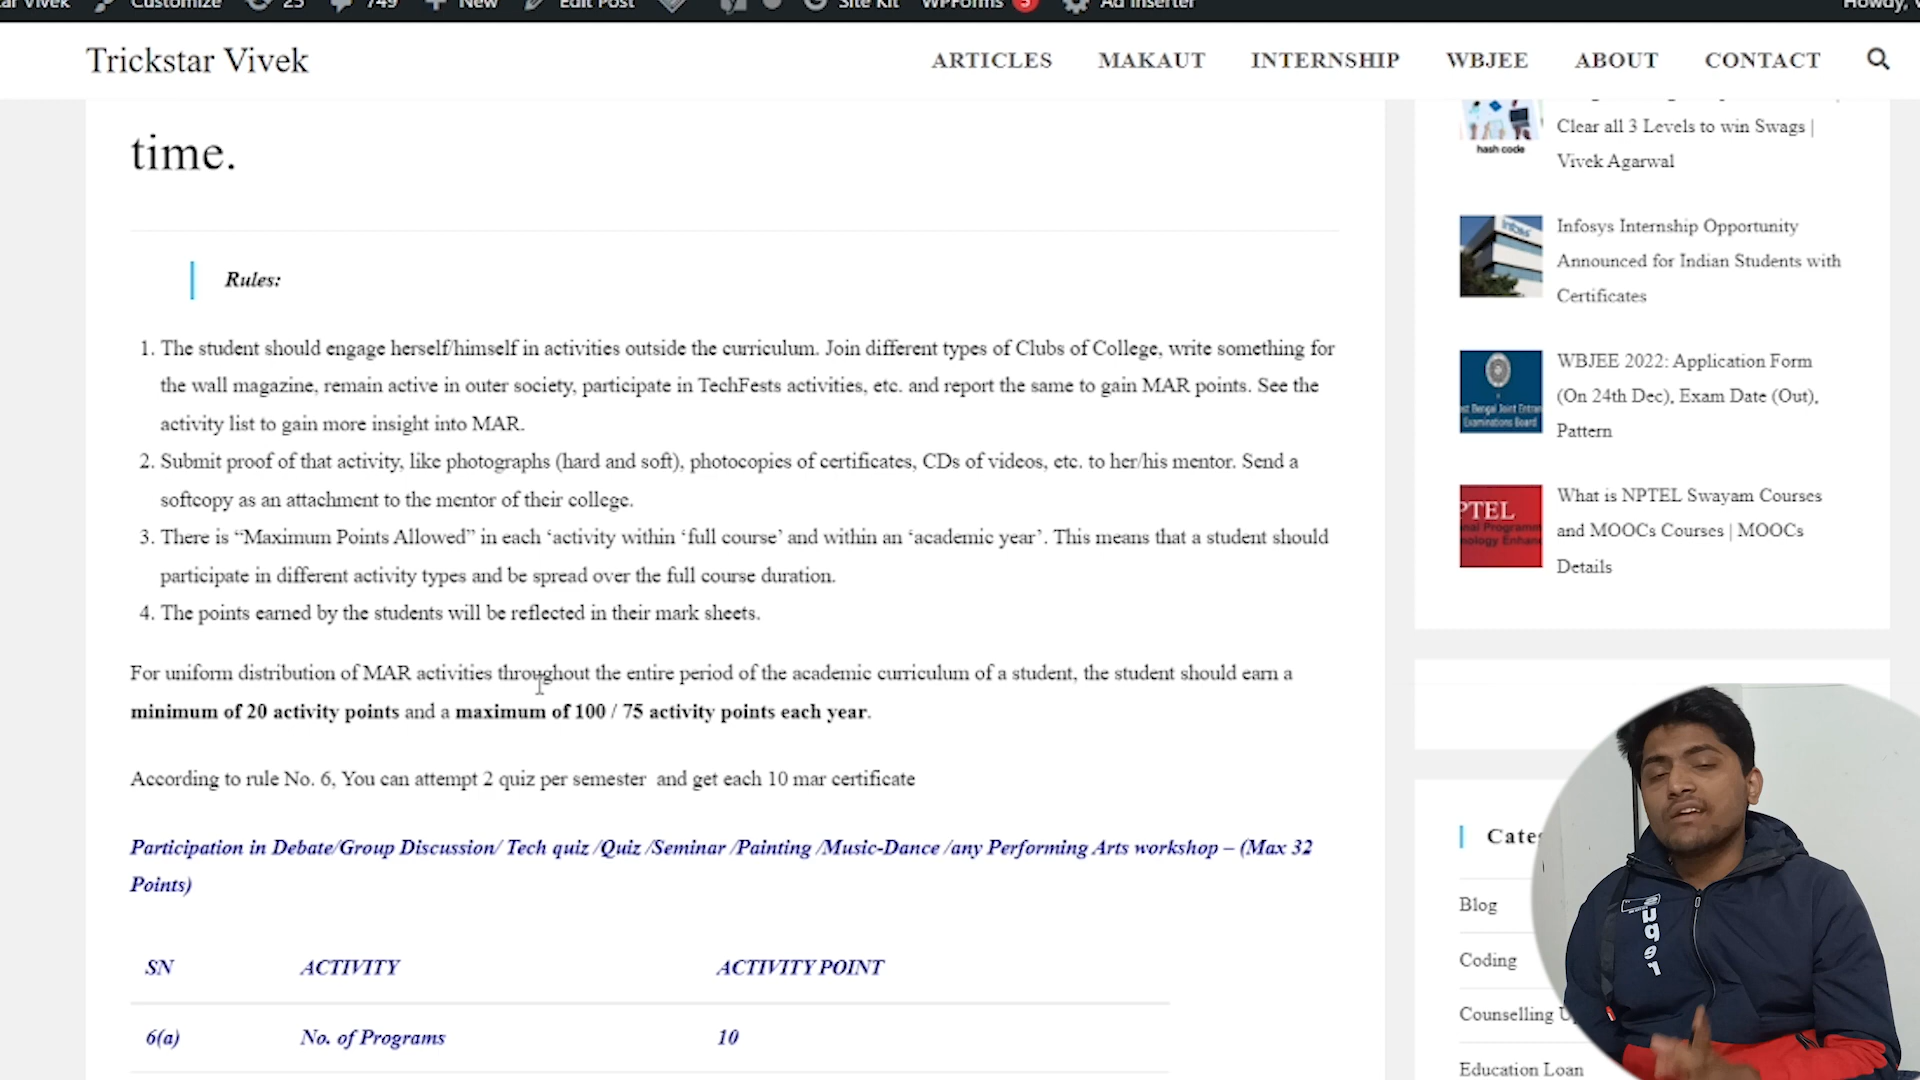 Vivek
Customize
25
749
New
Edit Post
Site Kit
WPForms
5
Ad Inserter
Howdy,
Trickstar Vivek
ARTICLES
MAKAUT
INTERNSHIP
WBJEE
ABOUT
CONTACT
time.
Rules:
1. The student should engage herself/himself in activities outside the curriculum. Join different types of Clubs of College, write something for
the wall magazine, remain active in outer society, participate in TechFests activities, etc. and report the same to gain MAR points. See the
activity list to gain more insight into MAR.
2. Submit proof of that activity, like photographs (hard and soft), photocopies of certificates, CDs of videos, etc. to her/his mentor. Send a
softcopy as an attachment to the mentor of their college.
3. There is “Maximum Points Allowed” in each ‘activity within ‘full course’ and within an ‘academic year’. This means that a student should
participate in different activity types and be spread over the full course duration.
4. The points earned by the students will be reflected in their mark sheets.
For uniform distribution of MAR activities throughout the entire period of the academic curriculum of a student, the student should earn a
minimum of 20 activity points and a maximum of 100 / 75 activity points each year.
According to rule No. 6, You can attempt 2 quiz per semester and get each 10 mar certificate
Participation in Debate/Group Discussion/ Tech quiz /Quiz /Seminar /Painting /Music-Dance /any Performing Arts workshop – (Max 32
Points)
SN
ACTIVITY
ACTIVITY POINT
6(a)
No. of Programs
10
hash code
Clear all 3 Levels to win Swags |
Vivek Agarwal
Infosys Internship Opportunity
Announced for Indian Students with
Certificates
WBJEE 2022: Application Form
(On 24th Dec), Exam Date (Out),
Pattern
PTEL
What is NPTEL Swayam Courses
and MOOCs Courses | MOOCs
Details
Cate
Blog
Coding
Counselling
Education Loan